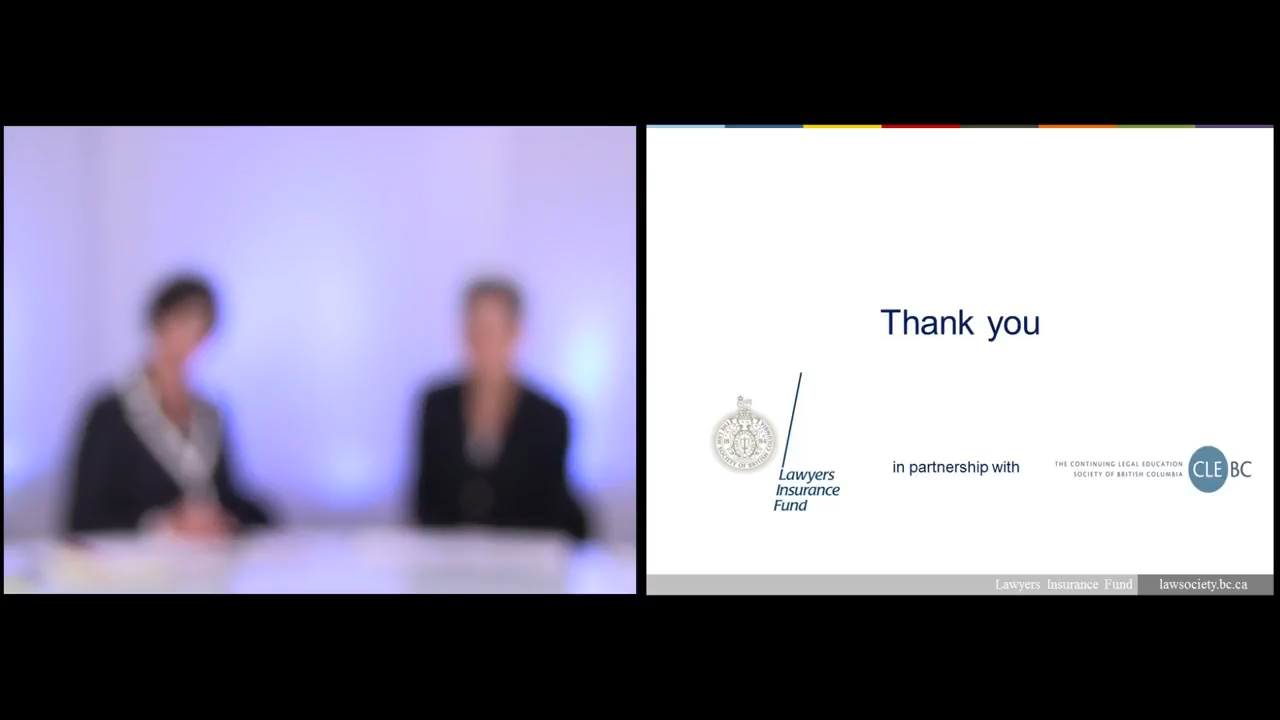 Thank you
Lawyers
Insurance
Fund
in partnership with
THE CONTINUING LEGAL EDUCATION
SOCIETY OF BRITISH COLUMBIA
CLE BC
Lawyers Insurance Fund
lawsociety.bc.ca